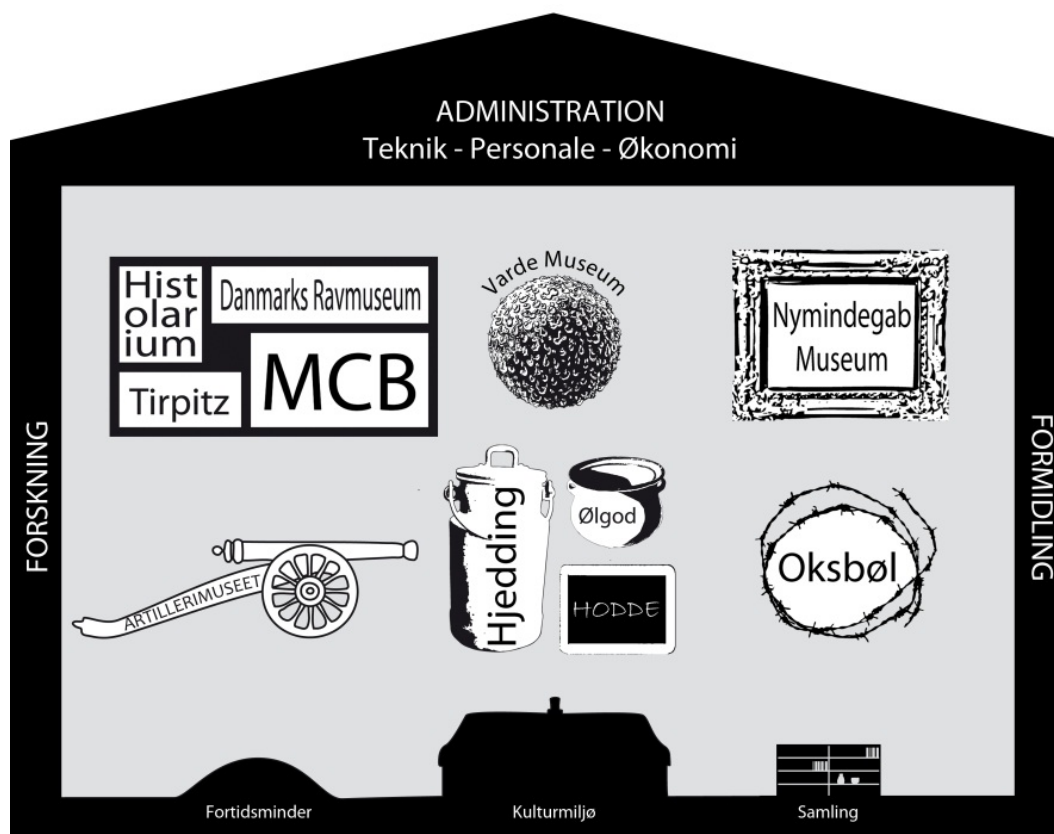 ADMINISTRATION
Teknik - Personale - Økonomi
FORSKNING
Hist
olar
ium
Danmarks Ravmuseum
Tirpitz
MCB
Varde Museum
Nymindegab
Museum
ARTILLERIMUSEET
Hjedding
Ølgod
HODDE
Oksbøl
FORMIDLING
Fortidsminder
Kulturmiljø
Samling